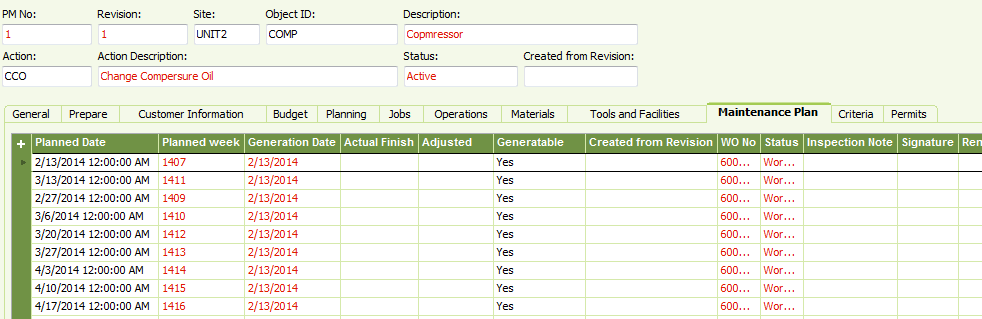 PM No: Revision: Site: Object ID: Description:
1 1 UNIT2 COMP Copmressor
Action: Action Description: Status: Created from Revision:
CCO Change Compersure Oil Active
General Prepare Customer Information Budget Planning Jobs Operations Materials Tools and Facilities Maintenance Plan Criteria Permits
Planned Date Planned week Generation Date Actual Finish Adjusted Generatable Created from Revision WO No Status Inspection Note Signature Ren
2/13/2014 12:00:00 AM 1407 2/13/2014 Yes 600... Wor...
3/13/2014 12:00:00 AM 1411 2/13/2014 Yes 600... Wor...
2/27/2014 12:00:00 AM 1409 2/13/2014 Yes 600... Wor...
3/6/2014 12:00:00 AM 1410 2/13/2014 Yes 600... Wor...
3/20/2014 12:00:00 AM 1412 2/13/2014 Yes 600... Wor...
3/27/2014 12:00:00 AM 1413 2/13/2014 Yes 600... Wor...
4/3/2014 12:00:00 AM 1414 2/13/2014 Yes 600... Wor...
4/10/2014 12:00:00 AM 1415 2/13/2014 Yes 600... Wor...
4/17/2014 12:00:00 AM 1416 2/13/2014 Yes 600... Wor...